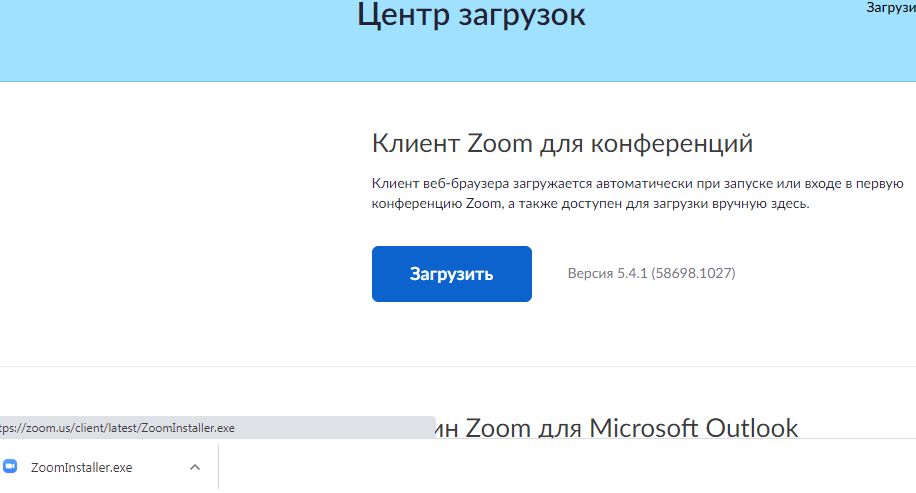 Центр загрузок
Загрузи
Клиент Zoom для конференций
Клиент веб-браузера загружается автоматически при запуске или входе в первую
конференцию Zoom, а также доступен для загрузки вручную здесь.
Загрузить
Версия 5.4.1 (58698.1027)
ин Zoom для Microsoft Outlook
tps://zoom.us/client/latest/ZoomInstaller.exe
ZoomInstaller.exe